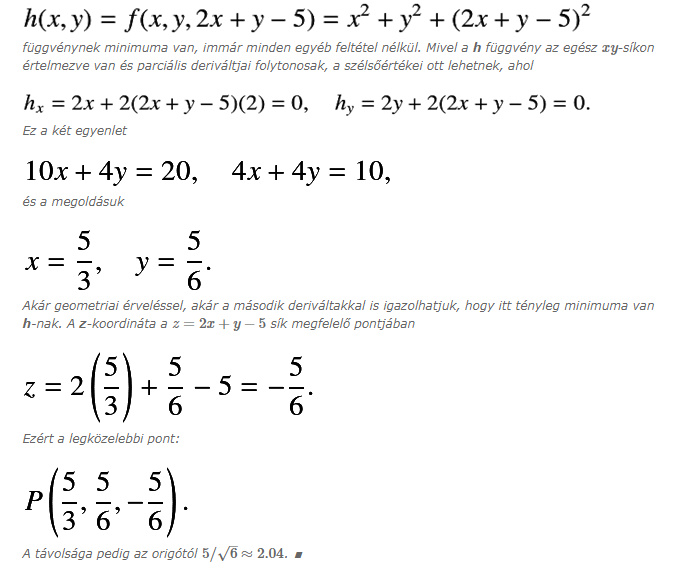 h(x, y) = f(x, y, 2x + y − 5) = x² + y² + (2x + y − 5)²
függvénynek minimuma van, immár minden egyéb feltétel nélkül. Mivel a h függvény az egész xy-síkon
értelmezve van és parciális deriváltjai folytonosak, a szélsőértékei ott lehetnek, ahol
hₓ = 2x + 2(2x + y − 5)(2) = 0, h_y = 2y + 2(2x + y − 5) = 0.
Ez a két egyenlet
10x + 4y = 20, 4x + 4y = 10,
és a megoldásuk
x = 5/3, y = 5/6.
Akár geometriai érveléssel, akár a második deriváltakkal is igazolhatjuk, hogy itt tényleg minimuma van
h-nak. A z-koordináta a z = 2x + y − 5 sík megfelelő pontjában
z = 2(5/3) + 5/6 − 5 = −5/6.
Ezért a legközelebbi pont:
P(5/3, 5/6, −5/6).
A távolsága pedig az origótól 5/√6 ≈ 2.04. ■